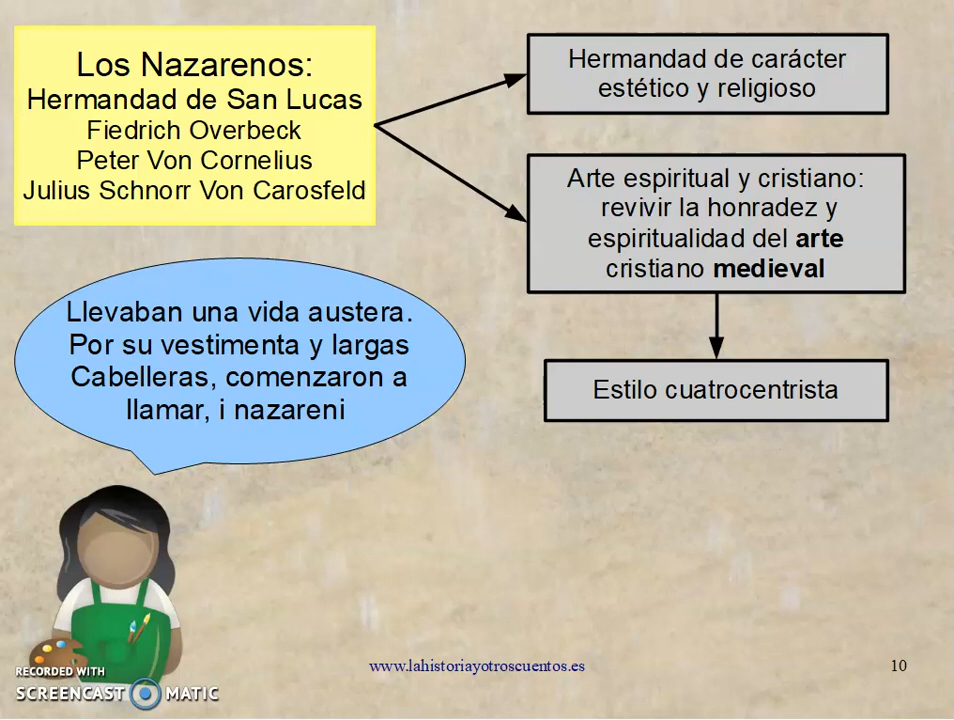 Los Nazarenos:
Hermandad de San Lucas
Fiedrich Overbeck
Peter Von Cornelius
Julius Schnorr Von Carosfeld
Hermandad de carácter
estético y religioso
Arte espiritual y cristiano:
revivir la honradez y
espiritualidad del arte
cristiano medieval
Estilo cuatrocentrista
Llevaban una vida austera.
Por su vestimenta y largas
Cabelleras, comenzaron a
llamar, i nazareni
RECORDED WITH
SCREENCAST MATIC
www.lahistoriayotroscuentos.es
10